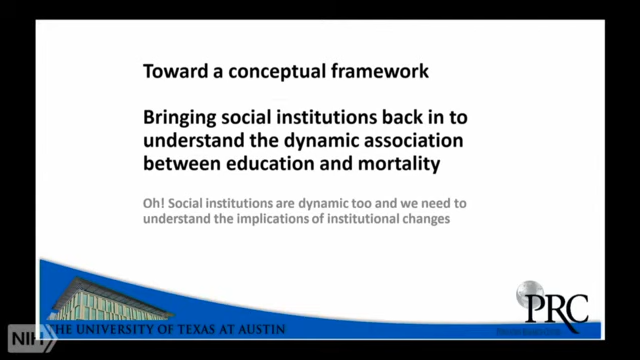 Toward a conceptual framework
Bringing social institutions back in to
understand the dynamic association
between education and mortality
Oh! Social institutions are dynamic too and we need to
understand the implications of institutional changes
PRC
NIH
THE UNIVERSITY OF TEXAS AT AUSTIN